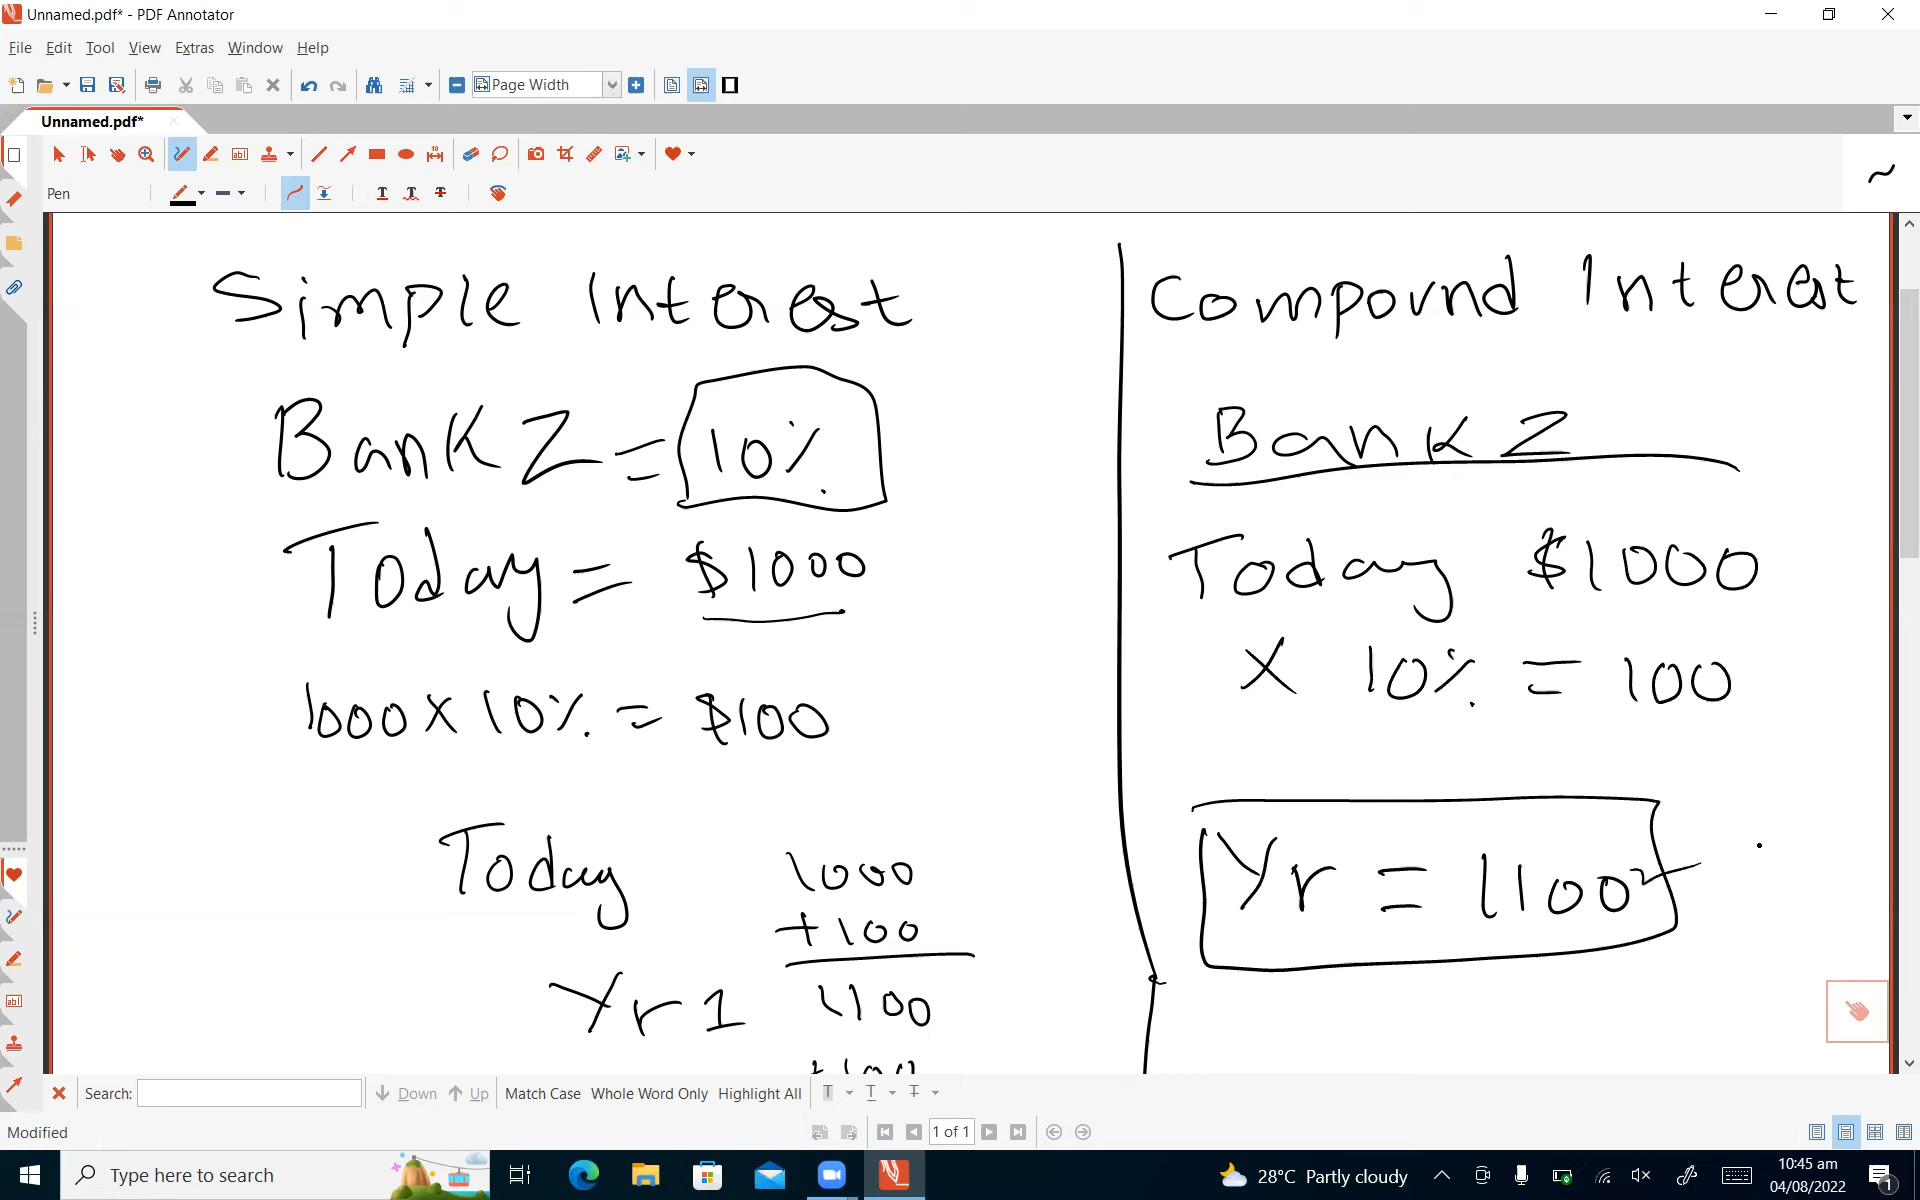 Unnamed.pdf* - PDF Annotator
File Edit Tool View Extras Window Help
Page Width
Unnamed.pdf*
Pen
Simple Interest
Bank Z = 10%
Today = $1000
1000 X 10% = $100
Today 1000
+100
Yr 1 1100
+100
Compound Interest
Bank Z
Today $1000
X 10% = 100
Yr = 1100
Search: Down Up Match Case Whole Word Only Highlight All
Modified
1 of 1
Type here to search
28°C Partly cloudy
10:45 am
04/08/2022
1